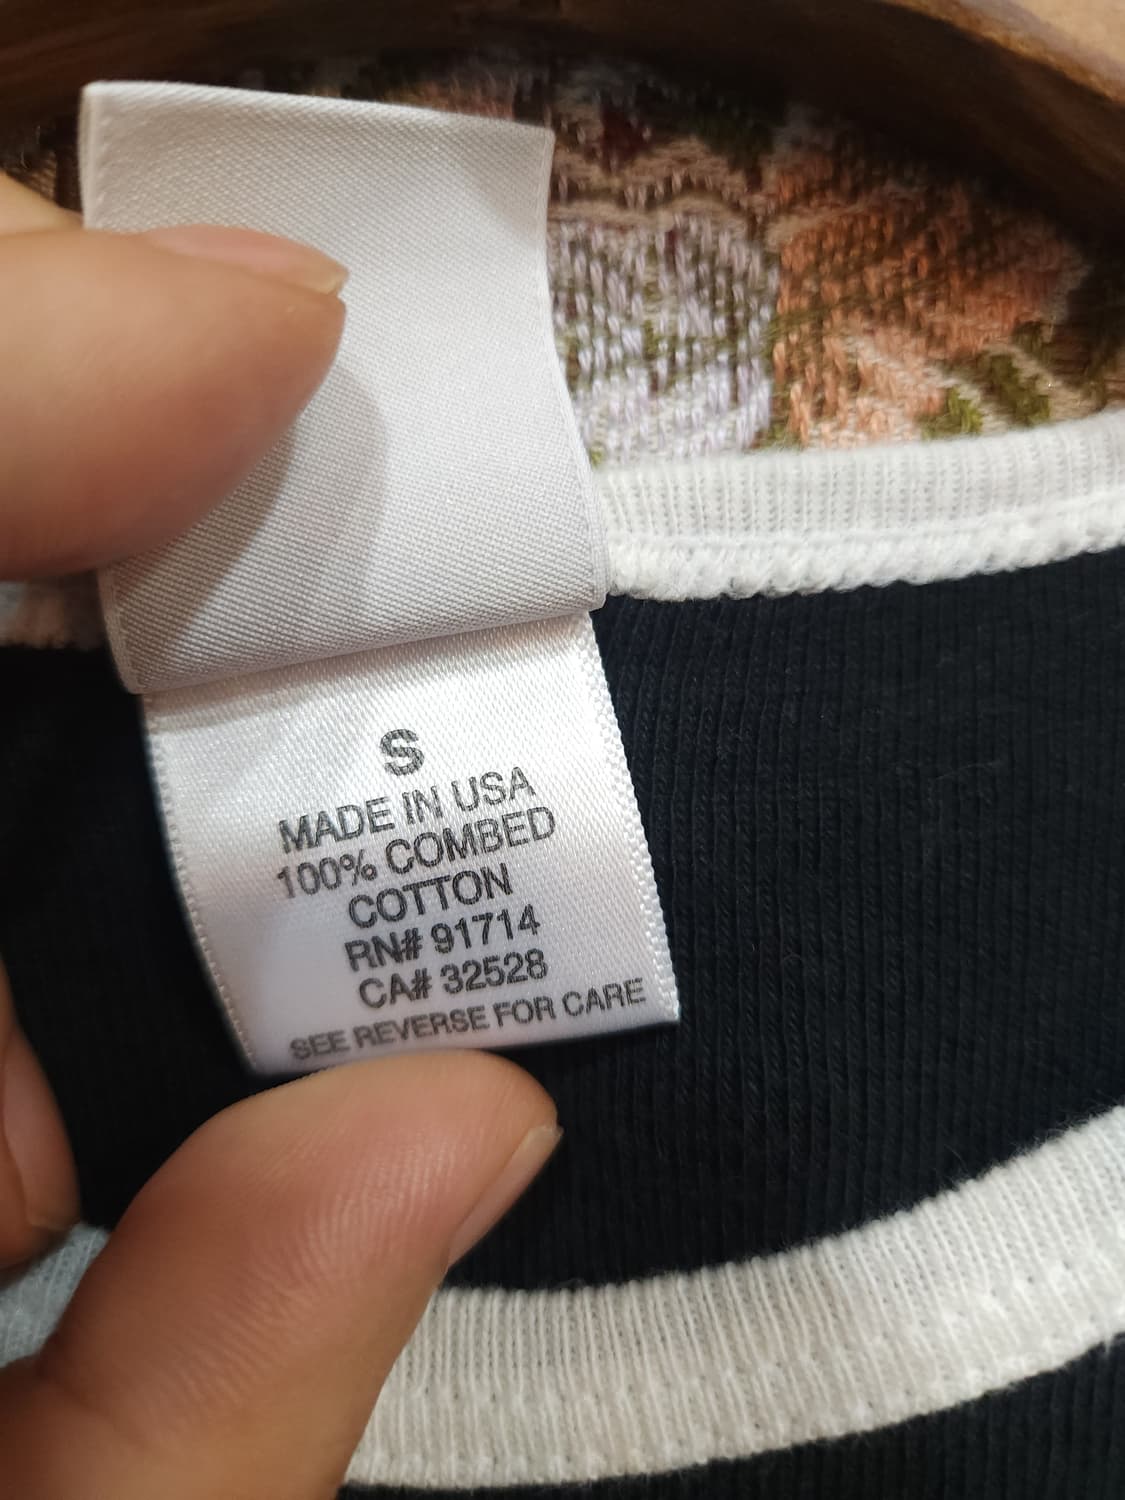 S
MADE IN USA
100% COMBED
COTTON
RN# 91714
CA# 32528
SEE REVERSE FOR CARE